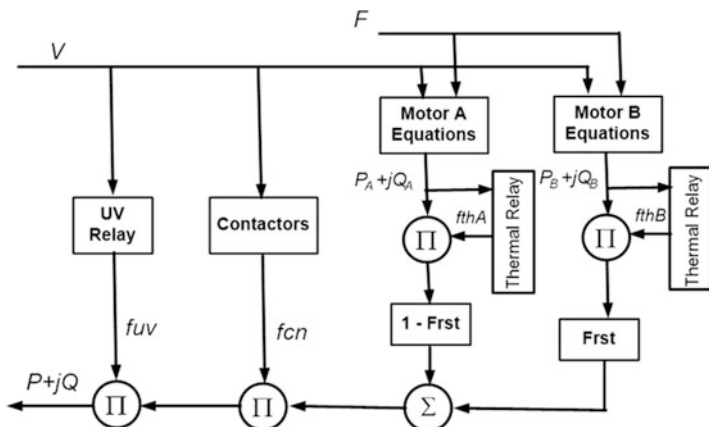 F
V
Motor A
Equations
Motor B
Equations
P_A+jQ_A
P_B+jQ_B
Thermal Relay
Thermal Relay
UV
Relay
Contactors
fthA
fthB
Π
Π
1 - Frst
Frst
fuv
fcn
P+jQ
Π
Π
Σ